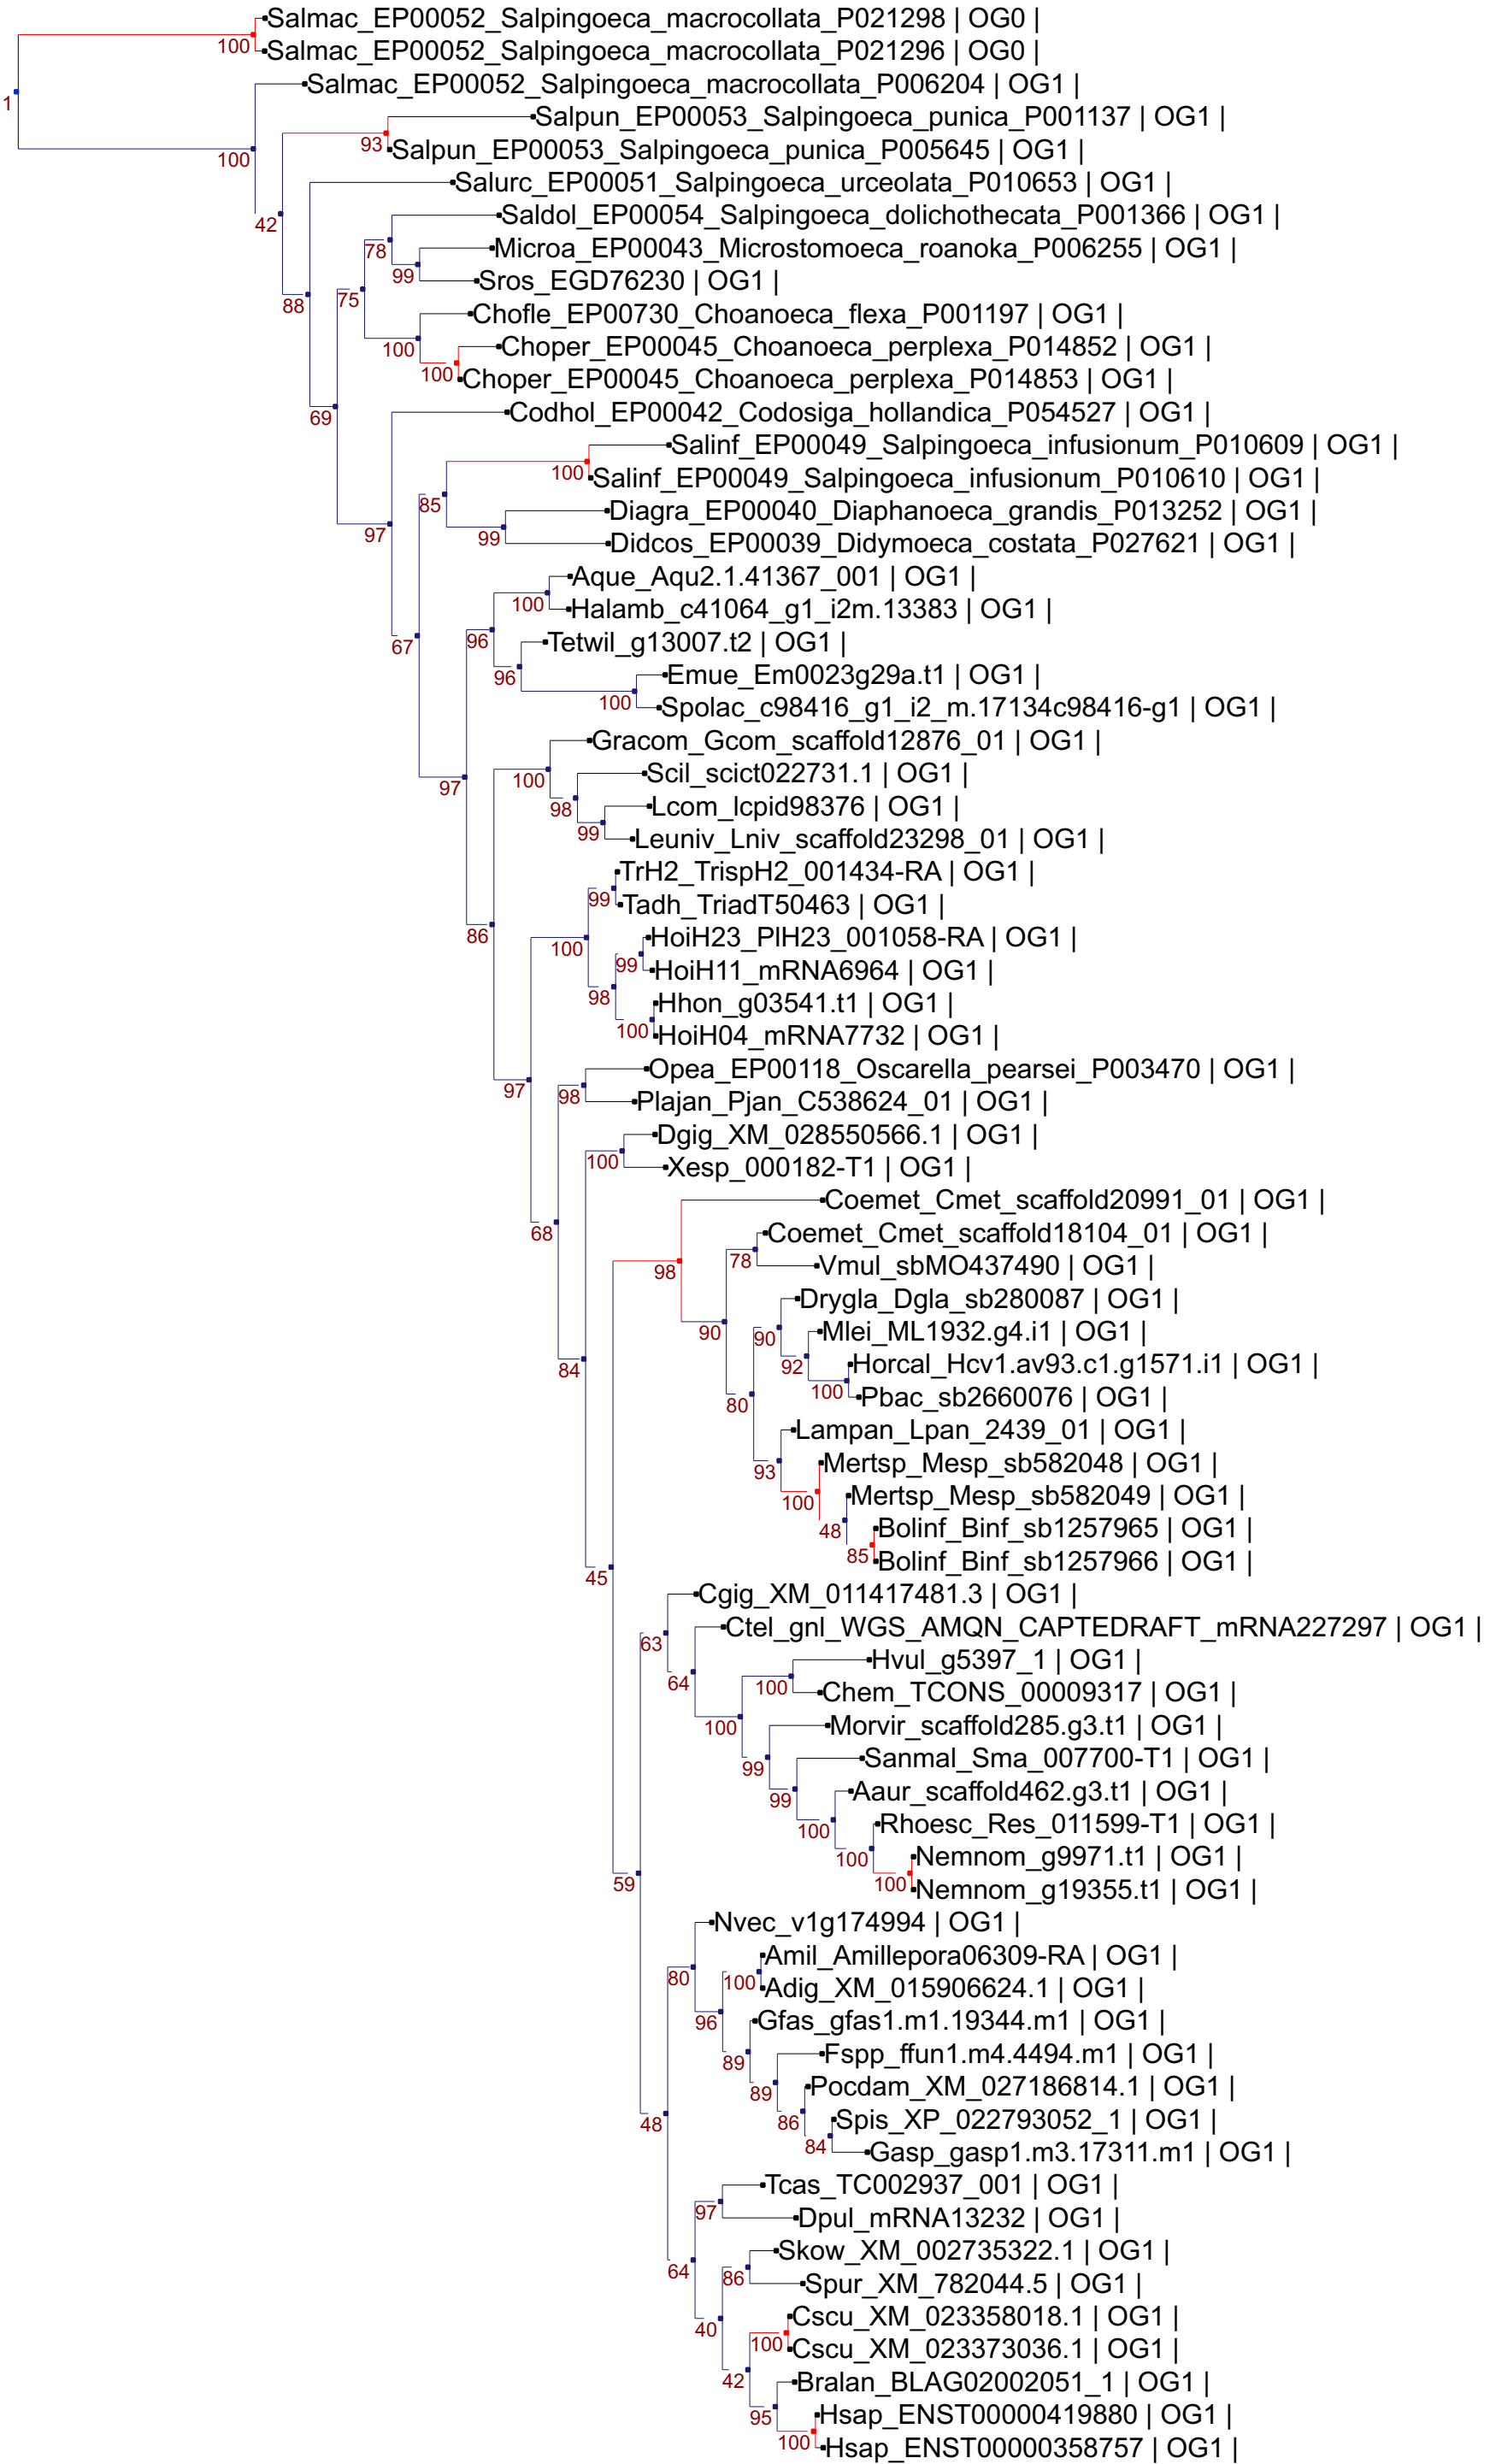 Salmac_EP00052_Salpingoeca_macrocollata_P021298 | OG0 |
100
Salmac_EP00052_Salpingoeca_macrocollata_P021296 | OG0 |
Salmac_EP00052_Salpingoeca_macrocollata_P006204 | OG1 |
1
Salpun_EP00053_Salpingoeca_punica_P001137 | OG1 |
93
Salpun_EP00053_Salpingoeca_punica_P005645 | OG1 |
100
Salurc_EP00051_Salpingoeca_urceolata_P010653 | OG1 |
Saldol_EP00054_Salpingoeca_dolichothecata_P001366 | OG1 |
42
Microa_EP00043_Microstomoeca_roanoka_P006255 | OG1 |
78
99
Sros_EGD76230 | OG1 |
88
75
Chofle_EP00730_Choanoeca_flexa_P001197 | OG1 |
100
Choper_EP00045_Choanoeca_perplexa_P014852 | OG1 |
100
Choper_EP00045_Choanoeca_perplexa_P014853 | OG1 |
69
Codhol_EP00042_Codosiga_hollandica_P054527 | OG1 |
Salinf_EP00049_Salpingoeca_infusionum_P010609 | OG1 |
100
Salinf_EP00049_Salpingoeca_infusionum_P010610 | OG1 |
85
Diagra_EP00040_Diaphanoeca_grandis_P013252 | OG1 |
97
99
Didcos_EP00039_Didymoeca_costata_P027621 | OG1 |
Aque_Aqu2.1.41367_001 | OG1 |
100
Halamb_c41064_g1_i2m.13383 | OG1 |
67
96
Tetwil_g13007.t2 | OG1 |
96
Emue_Em0023g29a.t1 | OG1 |
100
Spolac_c98416_g1_i2_m.17134c98416-g1 | OG1 |
Gracom_Gcom_scaffold12876_01 | OG1 |
97
100
Scil_scict022731.1 | OG1 |
98
Lcom_lcpid98376 | OG1 |
99
Leuniv_Lniv_scaffold23298_01 | OG1 |
TrH2_TrispH2_001434-RA | OG1 |
99
Tadh_TriadT50463 | OG1 |
86
100
HoiH23_PlH23_001058-RA | OG1 |
99
HoiH11_mRNA6964 | OG1 |
98
Hhon_g03541.t1 | OG1 |
100
HoiH04_mRNA7732 | OG1 |
Opea_EP00118_Oscarella_pearsei_P003470 | OG1 |
97
98
Plajan_Pjan_C538624_01 | OG1 |
Dgig_XM_028550566.1 | OG1 |
100
Xesp_000182-T1 | OG1 |
Coemet_Cmet_scaffold20991_01 | OG1 |
68
Coemet_Cmet_scaffold18104_01 | OG1 |
78
98
Vmul_sbMO437490 | OG1 |
Drygla_Dgla_sb280087 | OG1 |
90
90
Mlei_ML1932.g4.i1 | OG1 |
84
92
Horcal_Hcv1.av93.c1.g1571.i1 | OG1 |
100
Pbac_sb2660076 | OG1 |
80
Lampan_Lpan_2439_01 | OG1 |
93
Mertsp_Mesp_sb582048 | OG1 |
100
Mertsp_Mesp_sb582049 | OG1 |
48
Bolinf_Binf_sb1257965 | OG1 |
85
Bolinf_Binf_sb1257966 | OG1 |
45
Cgig_XM_011417481.3 | OG1 |
63
Ctel_gnl_WGS_AMQN_CAPTEDRAFT_mRNA227297 | OG1 |
64
Hvul_g5397_1 | OG1 |
100
Chem_TCONS_00009317 | OG1 |
100
Morvir_scaffold285.g3.t1 | OG1 |
99
Sanmal_Sma_007700-T1 | OG1 |
99
Aaur_scaffold462.g3.t1 | OG1 |
100
Rhoesc_Res_011599-T1 | OG1 |
100
Nemnom_g9971.t1 | OG1 |
59
100
Nemnom_g19355.t1 | OG1 |
Nvec_v1g174994 | OG1 |
80
Amil_Amillepora06309-RA | OG1 |
100
Adig_XM_015906624.1 | OG1 |
96
Gfas_gfas1.m1.19344.m1 | OG1 |
89
Fspp_ffun1.m4.4494.m1 | OG1 |
89
Pocdam_XM_027186814.1 | OG1 |
48
86
Spis_XP_022793052_1 | OG1 |
84
Gasp_gasp1.m3.17311.m1 | OG1 |
Tcas_TC002937_001 | OG1 |
97
Dpul_mRNA13232 | OG1 |
64
Skow_XM_002735322.1 | OG1 |
86
Spur_XM_782044.5 | OG1 |
40
Cscu_XM_023358018.1 | OG1 |
100
Cscu_XM_023373036.1 | OG1 |
42
Bralan_BLAG02002051_1 | OG1 |
95
Hsap_ENST00000419880 | OG1 |
100
Hsap_ENST00000358757 | OG1 |